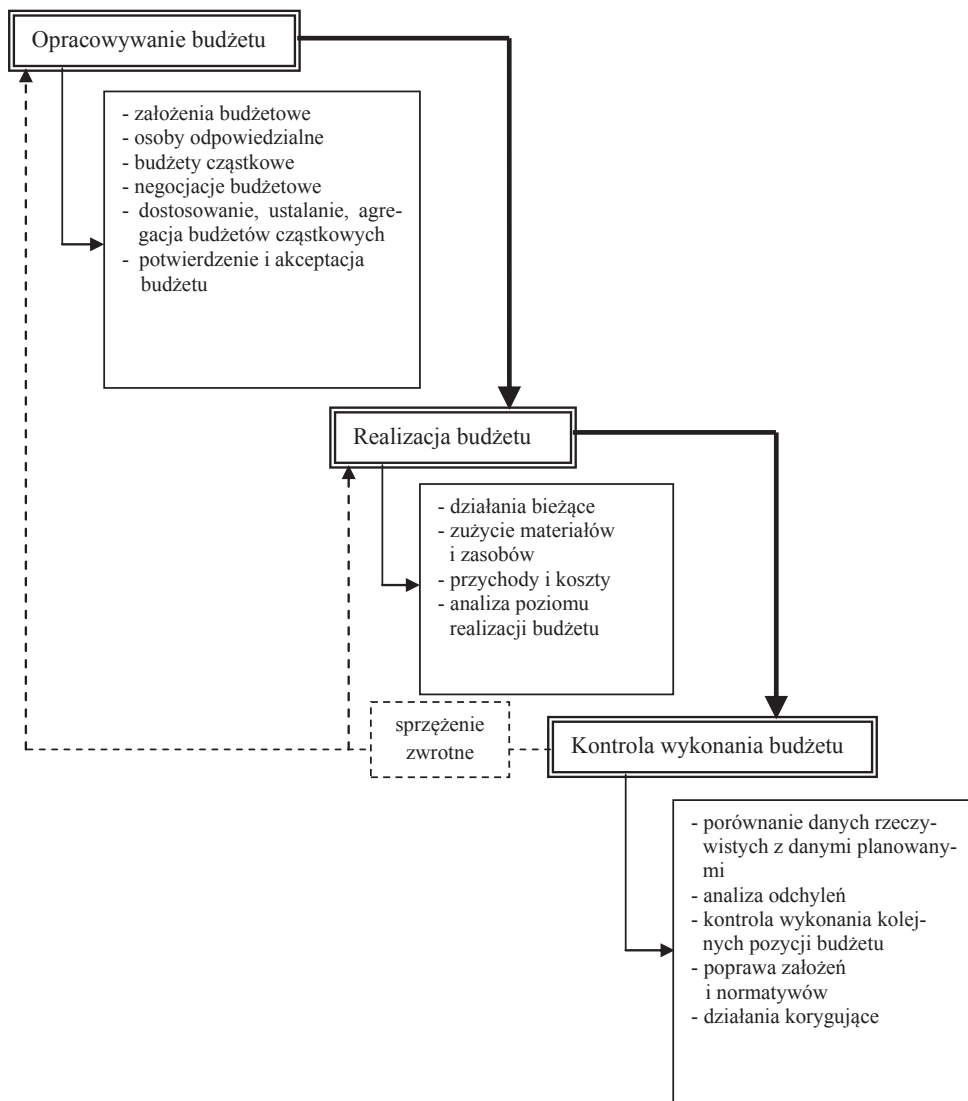 Opracowywanie budżetu
- założenia budżetowe
- osoby odpowiedzialne
- budżety cząstkowe
- negocjacje budżetowe
- dostosowanie, ustalanie, agre-
gacja budżetów cząstkowych
- potwierdzenie i akceptacja
budżetu
Realizacja budżetu
- działania bieżące
- zużycie materiałów
i zasobów
- przychody i koszty
- analiza poziomu
realizacji budżetu
sprzężenie
zwrotne
Kontrola wykonania budżetu
- porównanie danych rzeczy-
wistych z danymi planowany-
mi
- analiza odchyleń
- kontrola wykonania kolej-
nych pozycji budżetu
- poprawa założeń
i normatywów
- działania korygujące